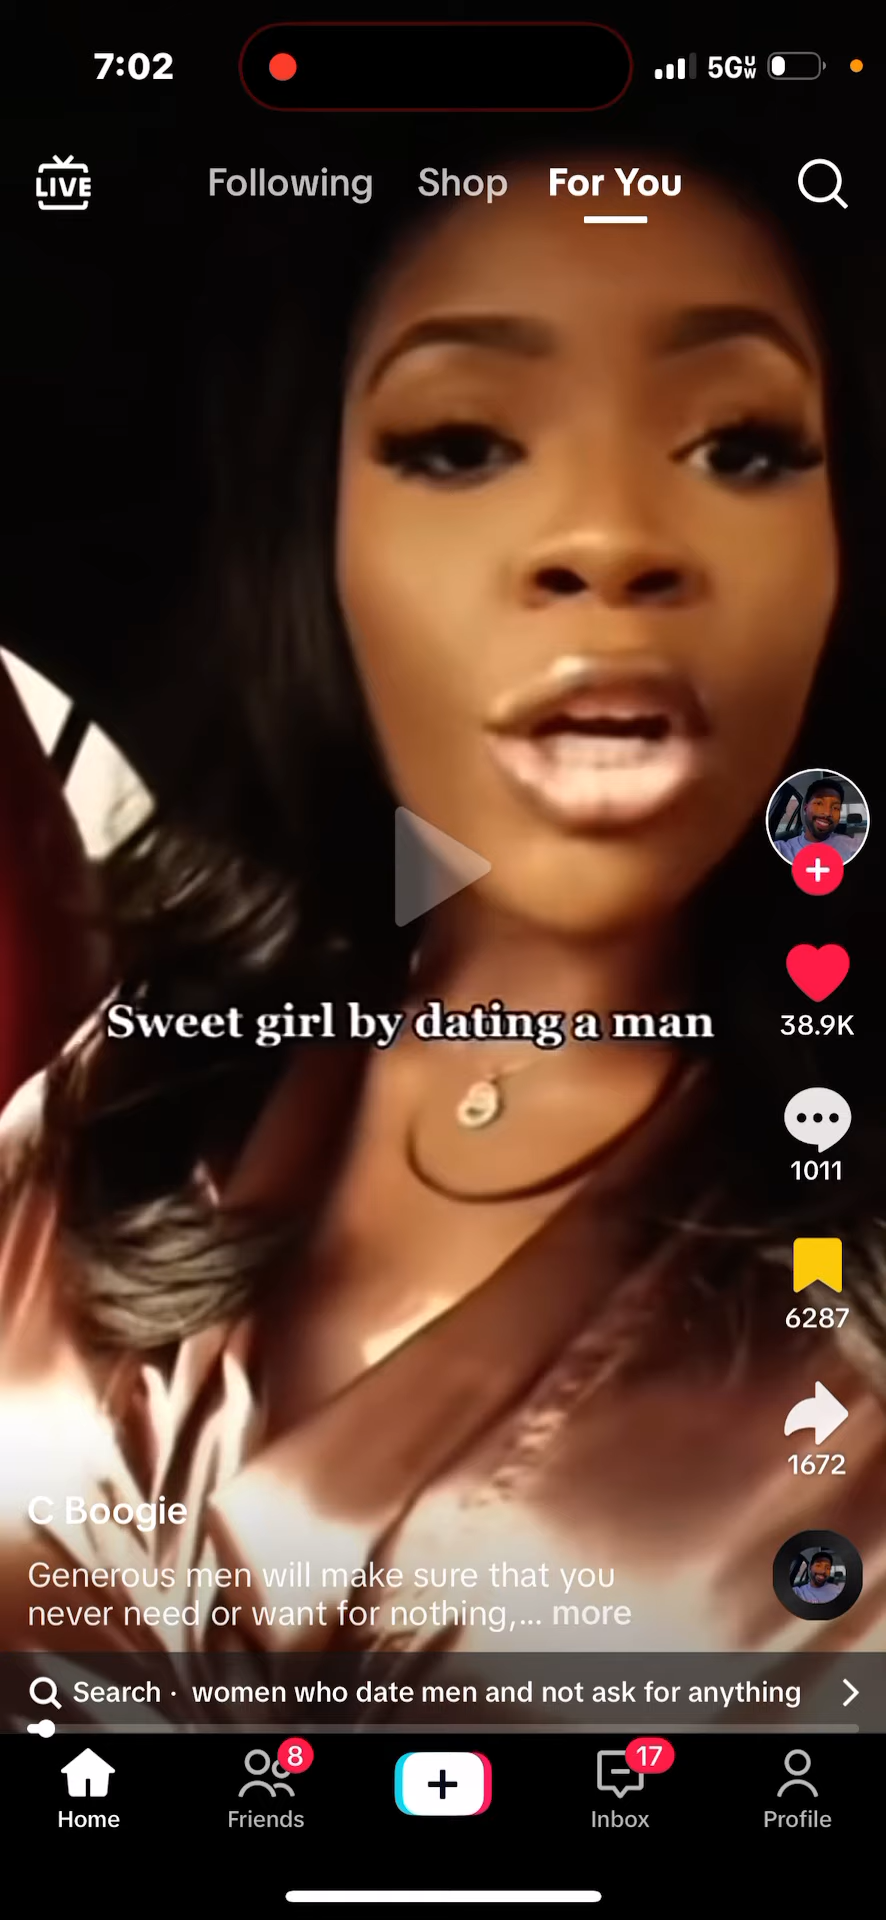 7:02
5GUW
LIVE
Following
Shop
For You
Sweet girl by dating a man
38.9K
1011
6287
1672
C Boogie
Generous men will make sure that you
never need or want for nothing,... more
Search · women who date men and not ask for anything
8
17
Home
Friends
Inbox
Profile